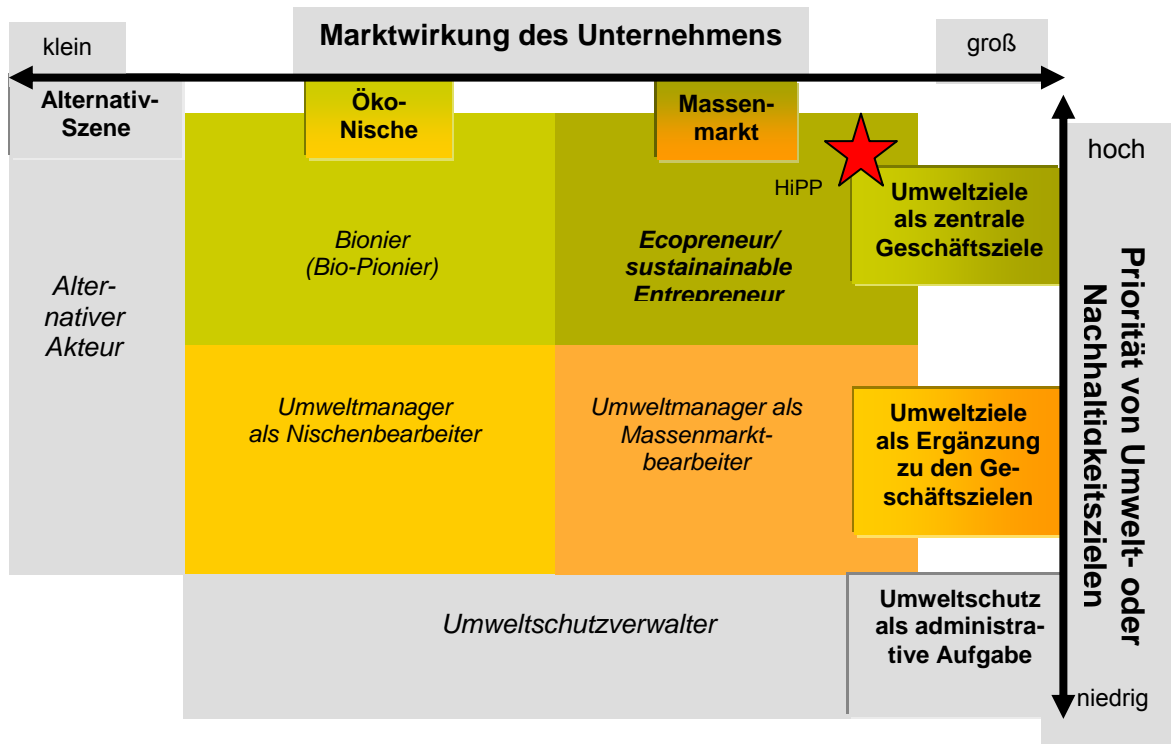 klein
Marktwirkung des Unternehmens
groß
Alternativ-
Szene
Öko-
Nische
Massen-
markt
hoch
HiPP
Umweltziele
als zentrale
Geschäftsziele
Bionier
(Bio-Pionier)
Ecopreneur/
sustainainable
Entrepreneur
Alter-
nativer
Akteur
Priorität von Umwelt- oder
Nachhaltigkeitszielen
Umweltmanager
als Nischenbearbeiter
Umweltmanager als
Massenmarkt-
bearbeiter
Umweltziele
als Ergänzung
zu den Ge-
schäftszielen
Umweltschutzverwalter
Umweltschutz
als administra-
tive Aufgabe
niedrig